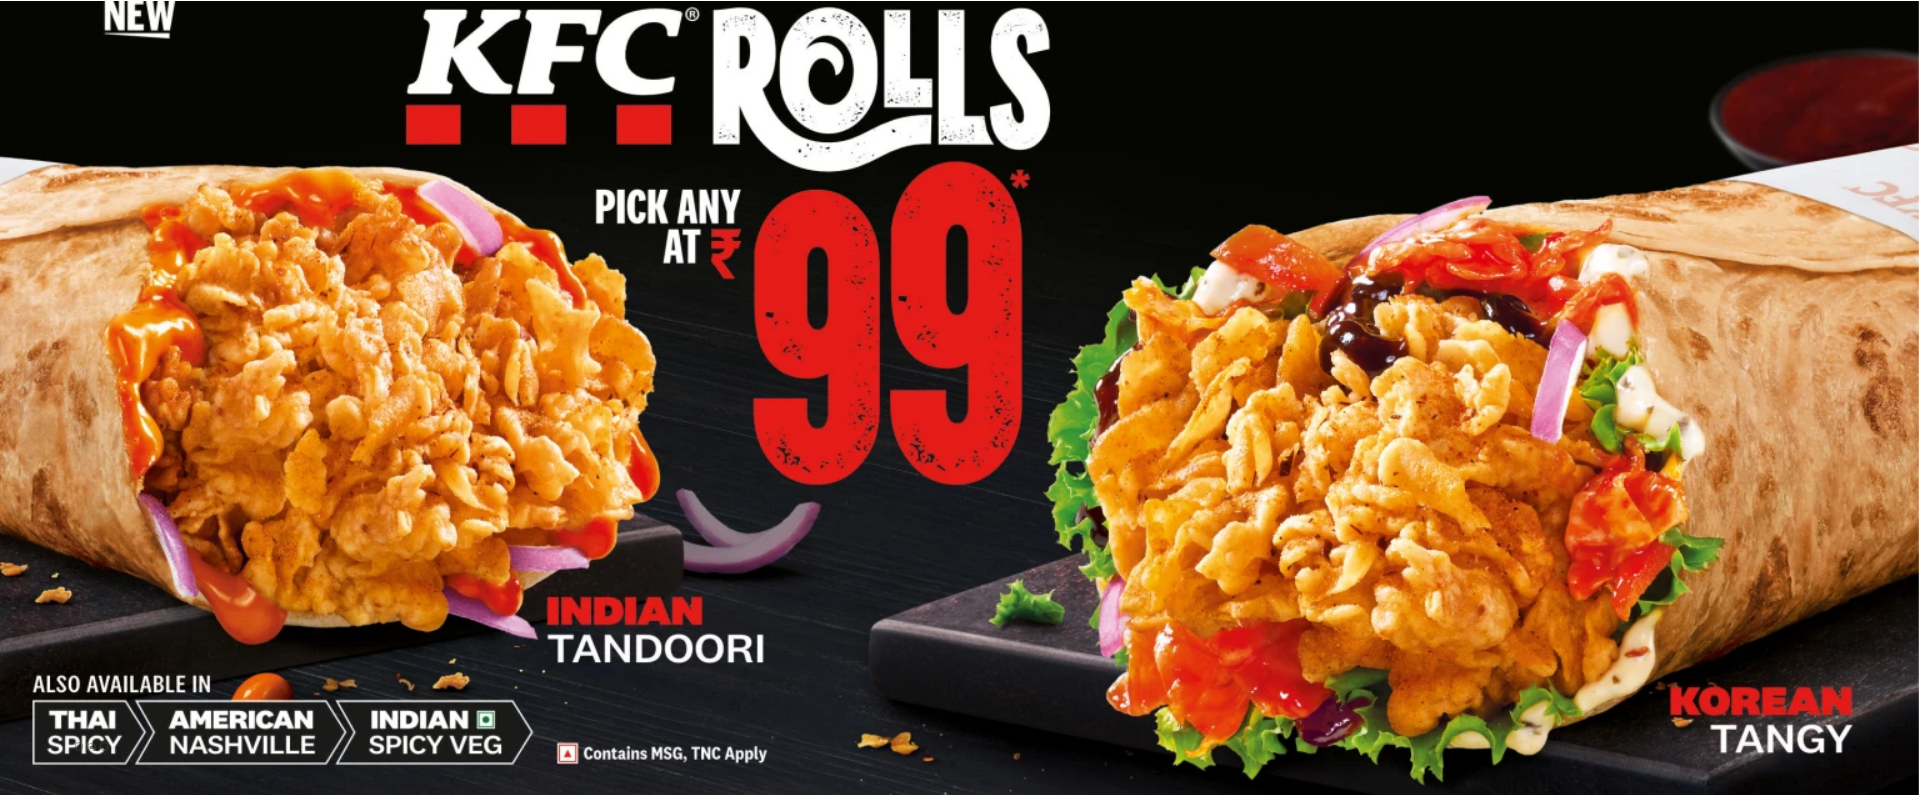 NEW
KFC® ROLLS
PICK ANY
AT ₹99*
INDIAN
TANDOORI
KOREAN
TANGY
ALSO AVAILABLE IN
THAI
SPICY
AMERICAN
NASHVILLE
INDIAN
SPICY VEG
Contains MSG, TNC Apply